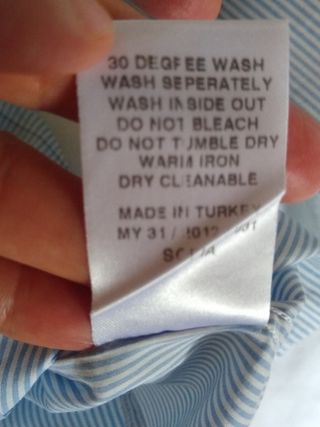 30 DEGREE WASH
WASH SEPERATELY
WASH INSIDE OUT
DO NOT BLEACH
DO NOT TUMBLE DRY
WARM IRON
DRY CLEANABLE
MADE IN TURKEY
MY 31 /